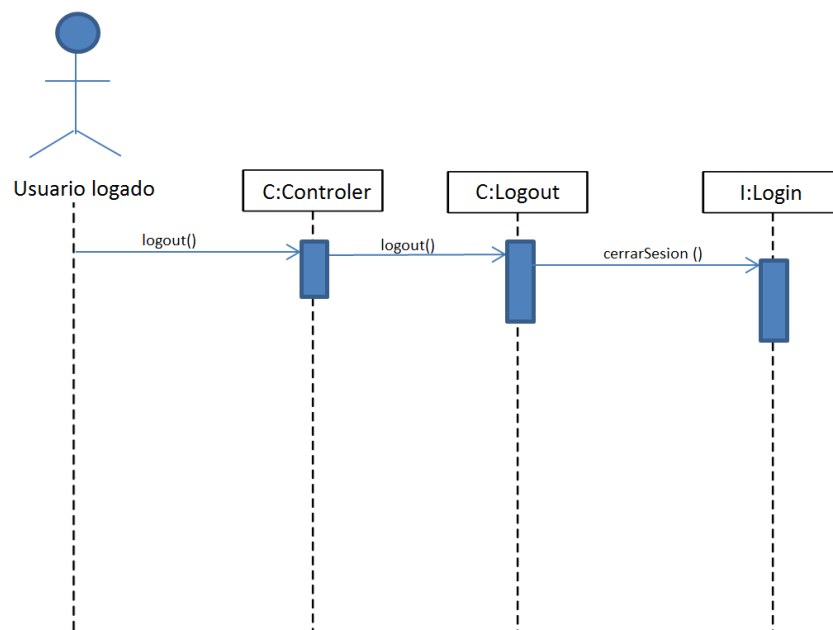 Usuario logado
C:Controler
C:Logout
I:Login
logout()
logout()
cerrarSesion ()